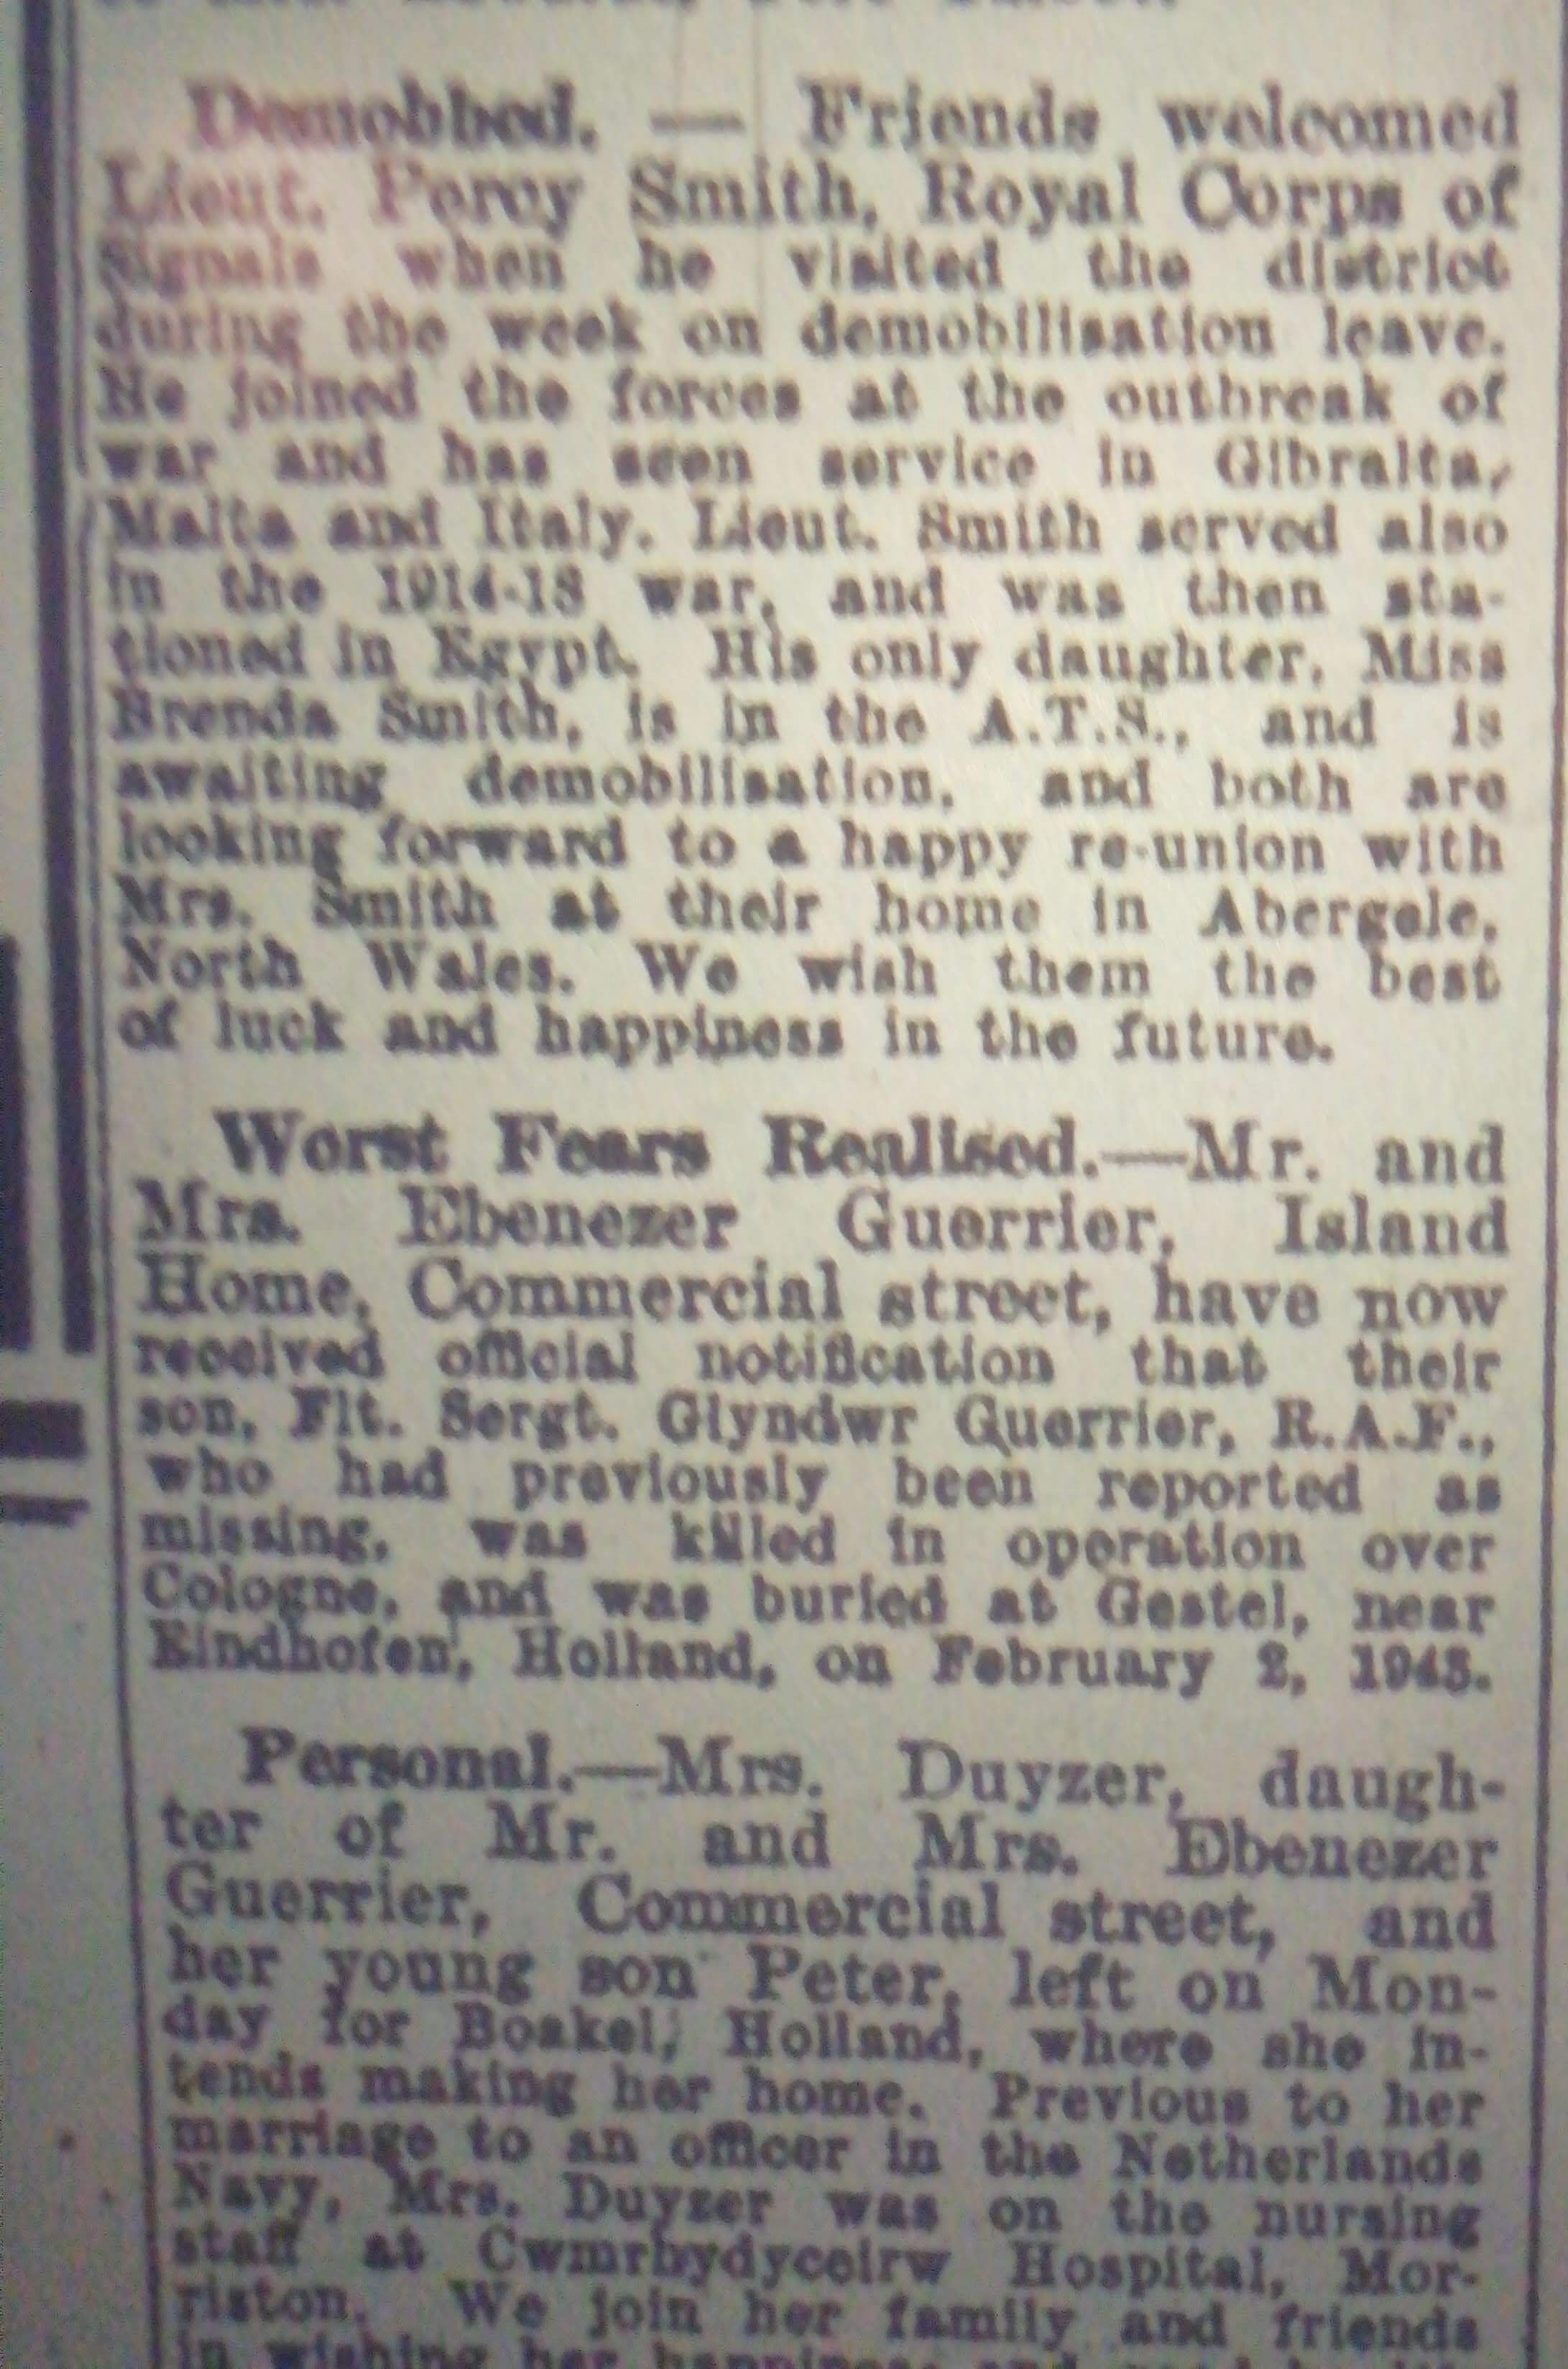 Demobbed. — Friends welcomed
Lieut. Percy Smith, Royal Corps of
Signals when he visited the district
during the week on demobilisation leave.
He joined the forces at the outbreak of
war and has seen service in Gibralta,
Malta and Italy. Lieut. Smith served also
in the 1914-18 war, and was then sta-
tioned in Egypt. His only daughter, Miss
Brenda Smith, is in the A.T.S., and is
awaiting demobilisation, and both are
looking forward to a happy re-union with
Mrs. Smith at their home in Abergele,
North Wales. We wish them the best
of luck and happiness in the future.
Worst Fears Realised.—Mr. and
Mrs. Ebenezer Guerrier, Island
Home, Commercial street, have now
received official notification that their
son, Flt. Sergt. Glyndwr Guerrier, R.A.F.,
who had previously been reported as
missing, was killed in operation over
Cologne, and was buried at Gestel, near
Eindhofen, Holland, on February 2, 1943.
Personal.—Mrs. Duyzer, daugh-
ter of Mr. and Mrs. Ebenezer
Guerrier, Commercial street, and
her young son Peter, left on Mon-
day for Boakel, Holland, where she in-
tends making her home. Previous to her
marriage to an officer in the Netherlands
Navy, Mrs. Duyzer was on the nursing
staff at Cwmrhydyceirw Hospital, Mor-
riston. We join her family and friends
in wishing her happiness and